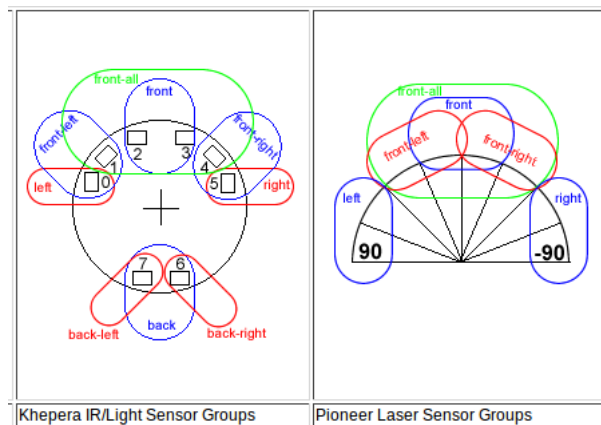 front-all
front
front-left
front-right
2
3
1
4
0
5
left
right
7
6
back-left
back
back-right
Khepera IR/Light Sensor Groups
front-all
front
front-left
front-right
left
right
90
-90
Pioneer Laser Sensor Groups